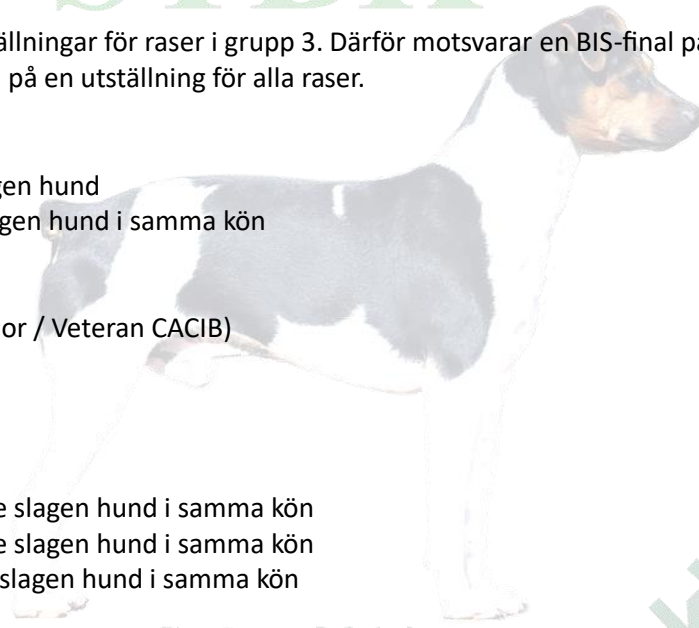 ällningar för raser i grupp 3. Därför motsvarar en BIS-final på
på en utställning för alla raser.
gen hund
gen hund i samma kön
or / Veteran CACIB)
e slagen hund i samma kön
e slagen hund i samma kön
slagen hund i samma kön